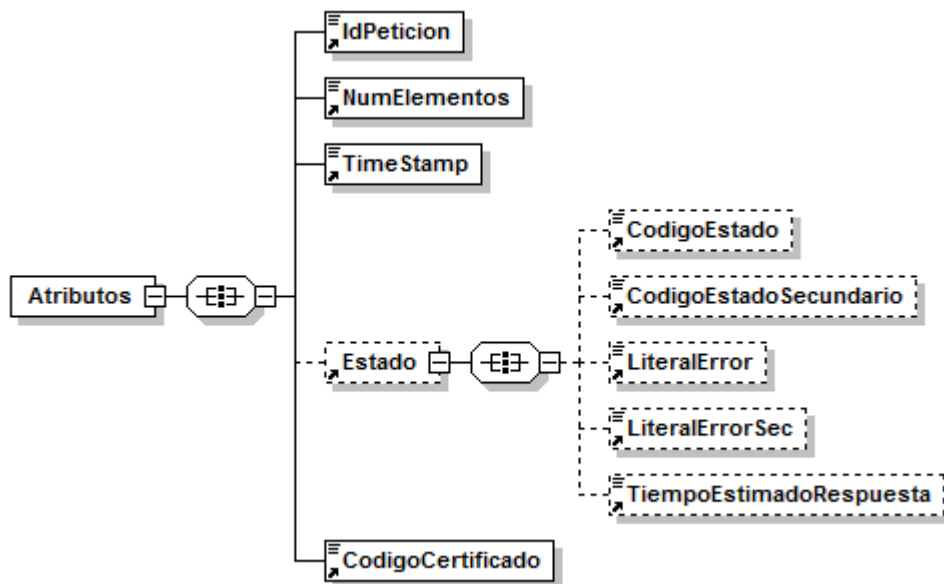 IdPeticion
NumElementos
TimeStamp
CodigoEstado
CodigoEstadoSecundario
Atributos
Estado
LiteralError
LiteralErrorSec
TiempoEstimadoRespuesta
CodigoCertificado